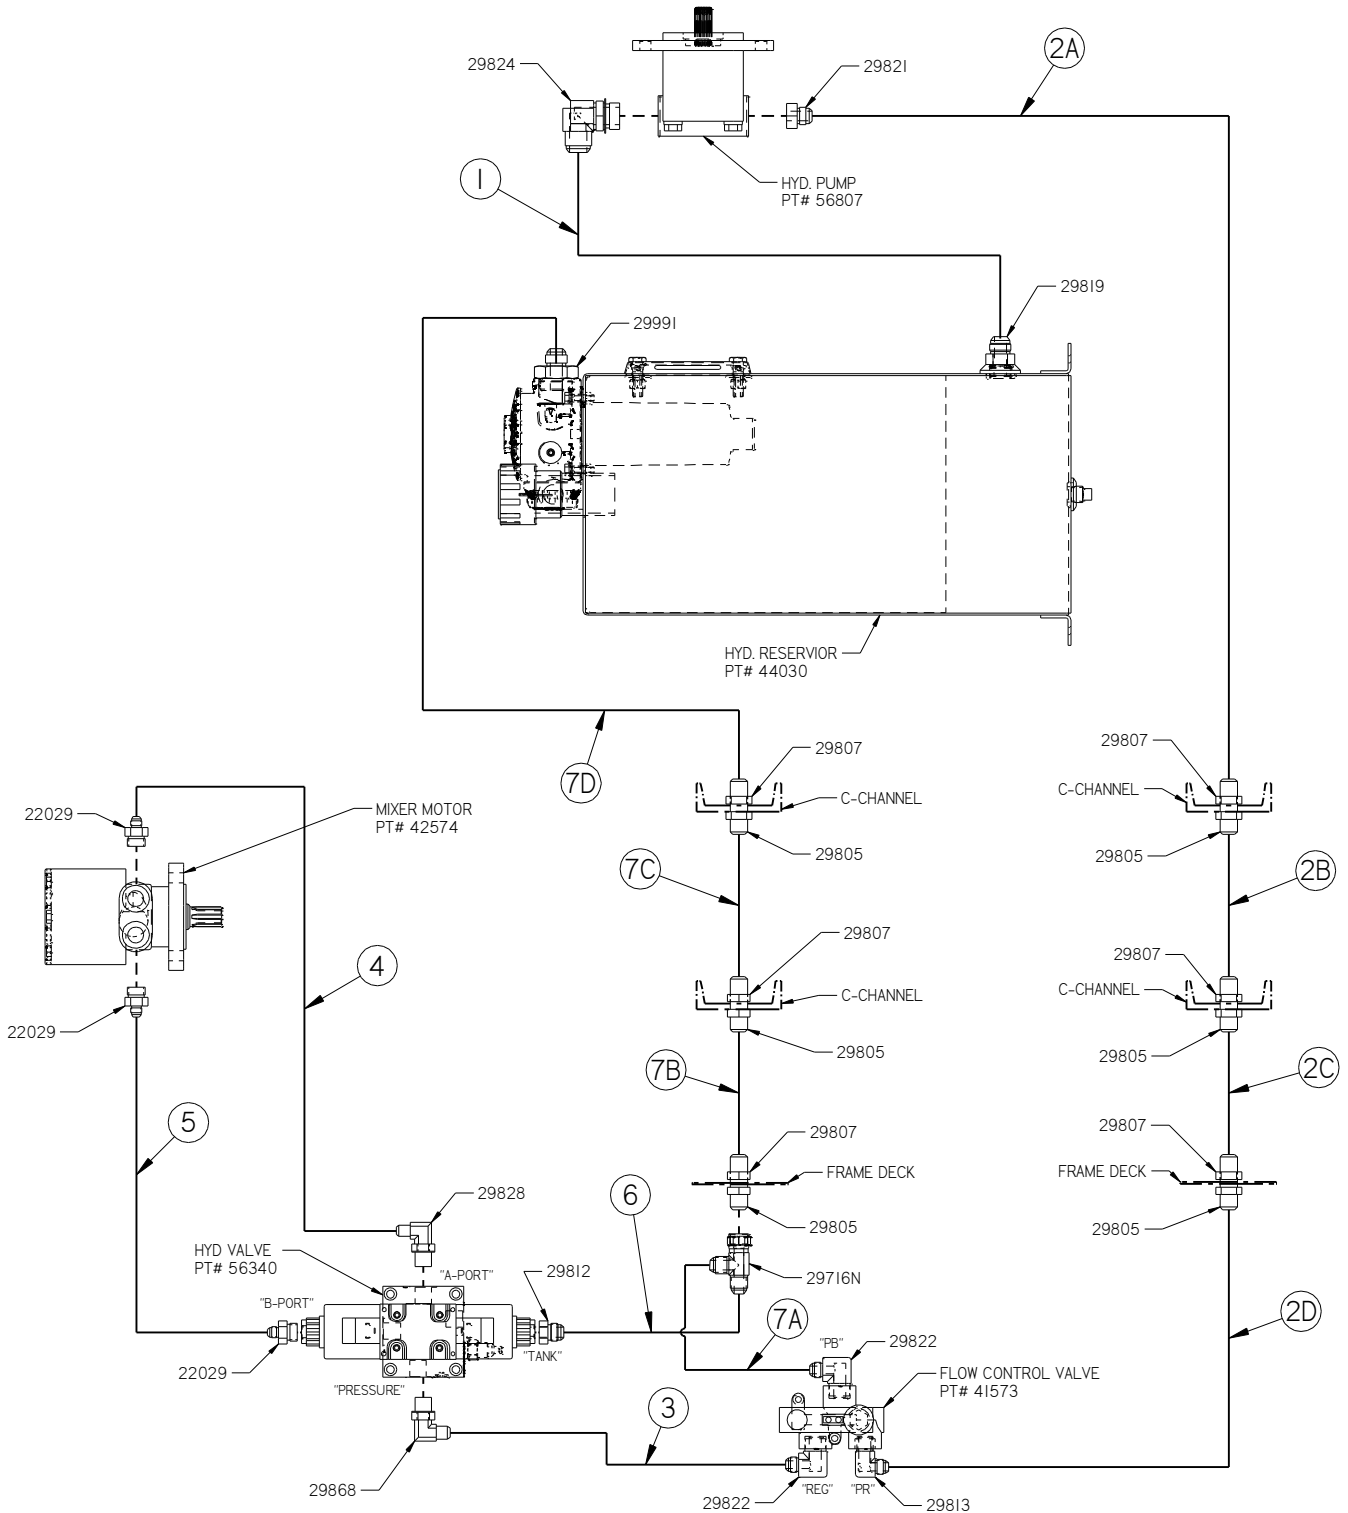 2A
29824
29821
1
HYD. PUMP
PT# 56807
29819
29991
HYD. RESERVIOR
PT# 44030
7D
29807
C-CHANNEL
29805
29807
C-CHANNEL
29805
22029
MIXER MOTOR
PT# 42574
7C
2B
29807
C-CHANNEL
29805
29807
C-CHANNEL
29805
4
22029
7B
2C
5
29807
FRAME DECK
29805
29807
FRAME DECK
29805
6
29828
HYD VALVE
PT# 56340
"A-PORT"
29812
29716N
"B-PORT"
7A
2D
"TANK"
22029
"PRESSURE"
"PB"
29822
FLOW CONTROL VALVE
PT# 41573
3
29868
29822
"REG"
"PR"
29813